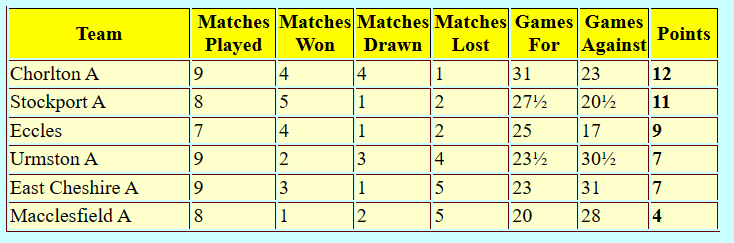 Team Matches Played Matches Won Matches Drawn Matches Lost Games For Games Against Points
Chorlton A 9 4 4 1 31 23 12
Stockport A 8 5 1 2 27½ 20½ 11
Eccles 7 4 1 2 25 17 9
Urmston A 9 2 3 4 23½ 30½ 7
East Cheshire A 9 3 1 5 23 31 7
Macclesfield A 8 1 2 5 20 28 4